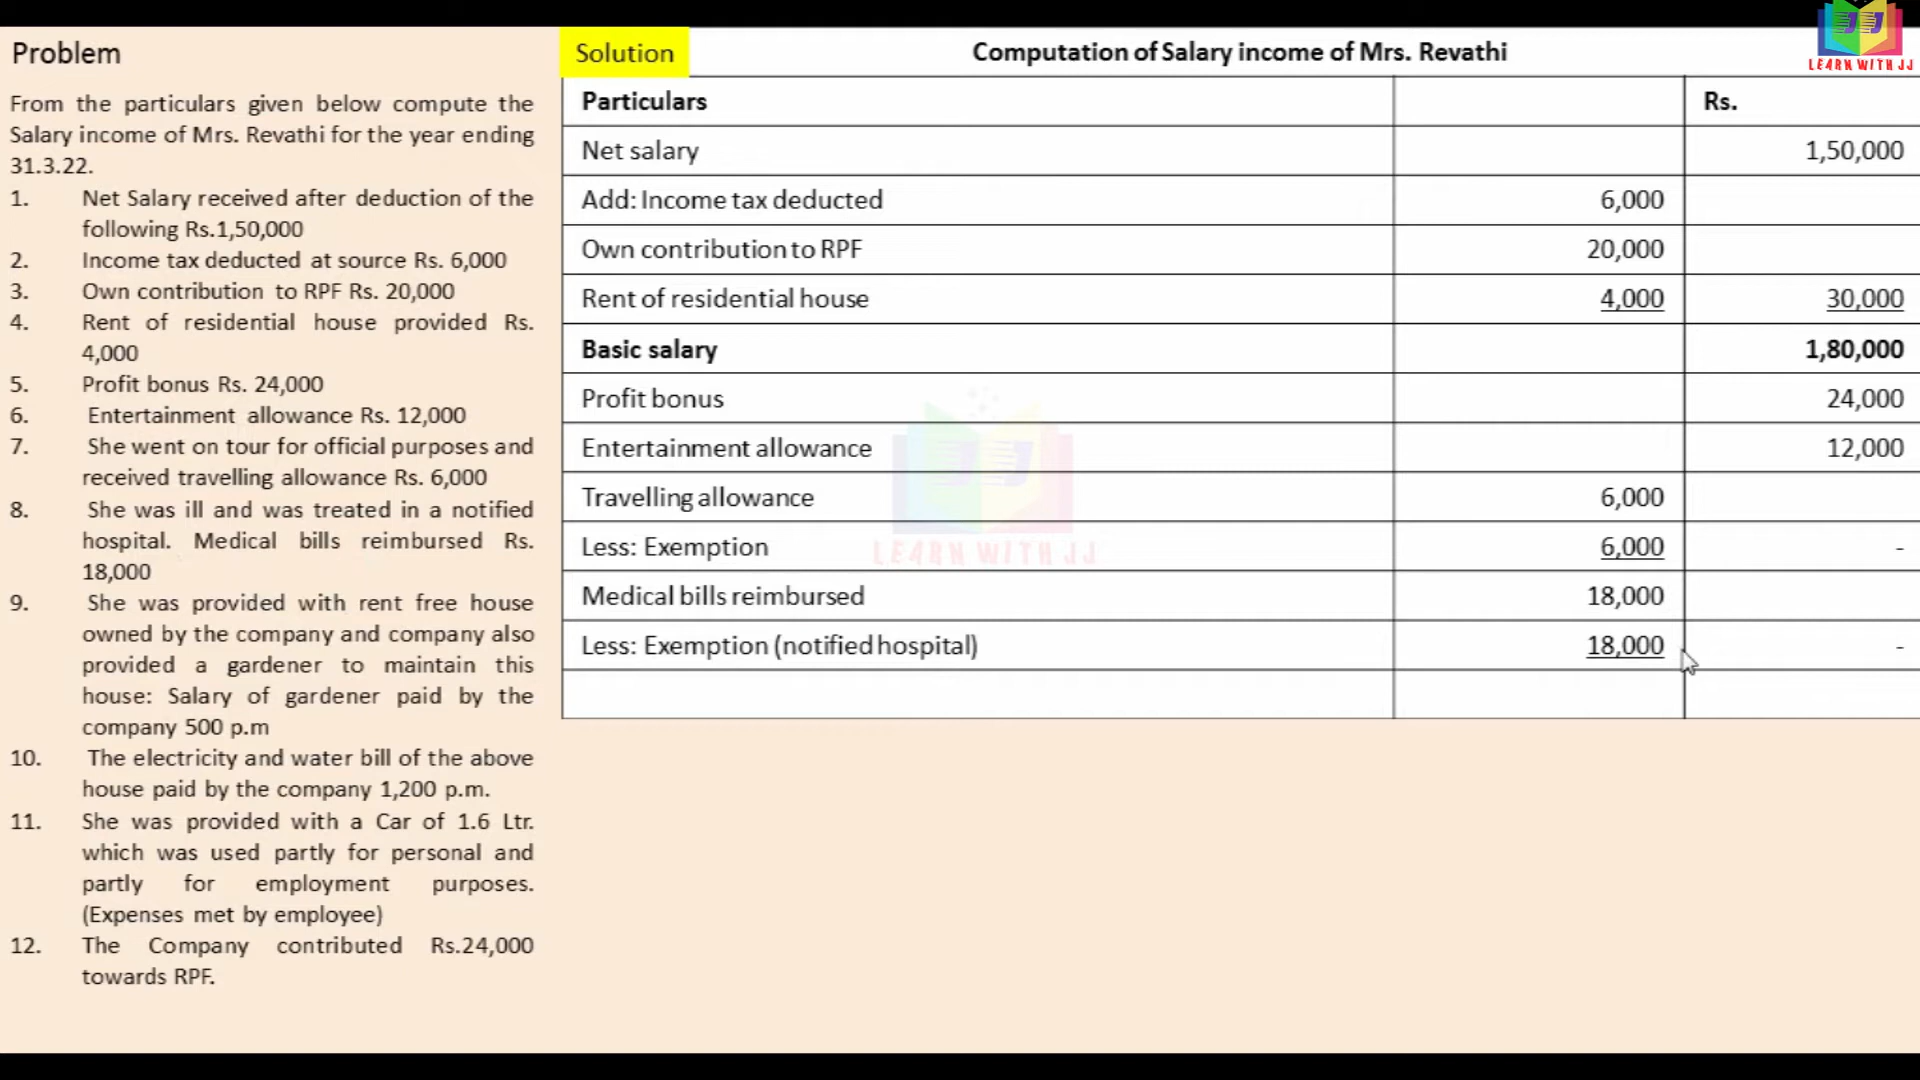 LEARN WITH JJ
Problem
From the particulars given below compute the
Salary income of Mrs. Revathi for the year ending
31.3.22.
1. Net Salary received after deduction of the
following Rs.1,50,000
2. Income tax deducted at source Rs. 6,000
3. Own contribution to RPF Rs. 20,000
4. Rent of residential house provided Rs.
4,000
5. Profit bonus Rs. 24,000
6. Entertainment allowance Rs. 12,000
7. She went on tour for official purposes and
received travelling allowance Rs. 6,000
8. She was ill and was treated in a notified
hospital. Medical bills reimbursed Rs.
18,000
9. She was provided with rent free house
owned by the company and company also
provided a gardener to maintain this
house: Salary of gardener paid by the
company 500 p.m
10. The electricity and water bill of the above
house paid by the company 1,200 p.m.
11. She was provided with a Car of 1.6 Ltr.
which was used partly for personal and
partly for employment purposes.
(Expenses met by employee)
12. The Company contributed Rs.24,000
towards RPF.
Solution Computation of Salary income of Mrs. Revathi
Particulars Rs.
Net salary 1,50,000
Add: Income tax deducted 6,000
Own contribution to RPF 20,000
Rent of residential house 4,000 30,000
Basic salary 1,80,000
Profit bonus 24,000
Entertainment allowance 12,000
Travelling allowance 6,000
Less: Exemption 6,000 -
Medical bills reimbursed 18,000
Less: Exemption (notified hospital) 18,000 -
LEARN WITH JJ